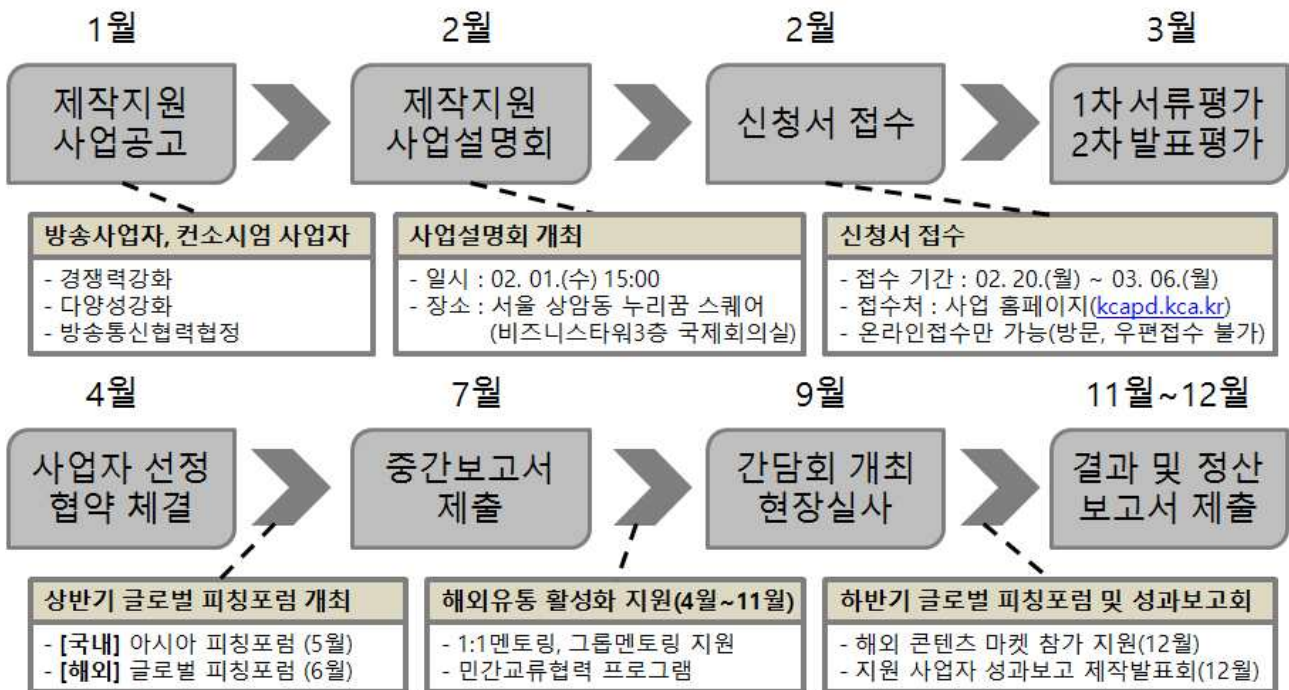 1월
제작지원
사업공고
2월
제작지원
사업설명회
2월
신청서 접수
3월
1차 서류평가
2차 발표평가
방송사업자, 컨소시엄 사업자
- 경쟁력강화
- 다양성강화
- 방송통신협력협정
사업설명회 개최
- 일시 : 02. 01.(수) 15:00
- 장소 : 서울 상암동 누리꿈 스퀘어
(비즈니스타워3층 국제회의실)
신청서 접수
- 접수 기간 : 02. 20.(월) ~ 03. 06.(월)
- 접수처 : 사업 홈페이지(kcapd.kca.kr)
- 온라인접수만 가능(방문, 우편접수 불가)
4월
사업자 선정
협약 체결
7월
중간보고서
제출
9월
간담회 개최
현장실사
11월~12월
결과 및 정산
보고서 제출
상반기 글로벌 피칭포럼 개최
- [국내] 아시아 피칭포럼 (5월)
- [해외] 글로벌 피칭포럼 (6월)
해외유통 활성화 지원(4월~11월)
- 1:1멘토링, 그룹멘토링 지원
- 민간교류협력 프로그램
하반기 글로벌 피칭포럼 및 성과보고회
- 해외 콘텐츠 마켓 참가 지원(12월)
- 지원 사업자 성과보고 제작발표회(12월)